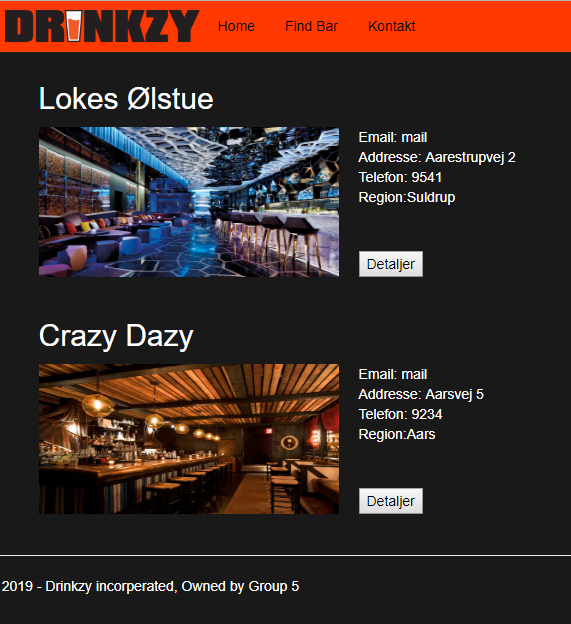 DRINKZY Home Find Bar Kontakt
Lokes Ølstue
Email: mail
Addresse: Aarestrupvej 2
Telefon: 9541
Region:Suldrup
Detaljer
Crazy Dazy
Email: mail
Addresse: Aarsvej 5
Telefon: 9234
Region:Aars
Detaljer
2019 - Drinkzy incorperated, Owned by Group 5